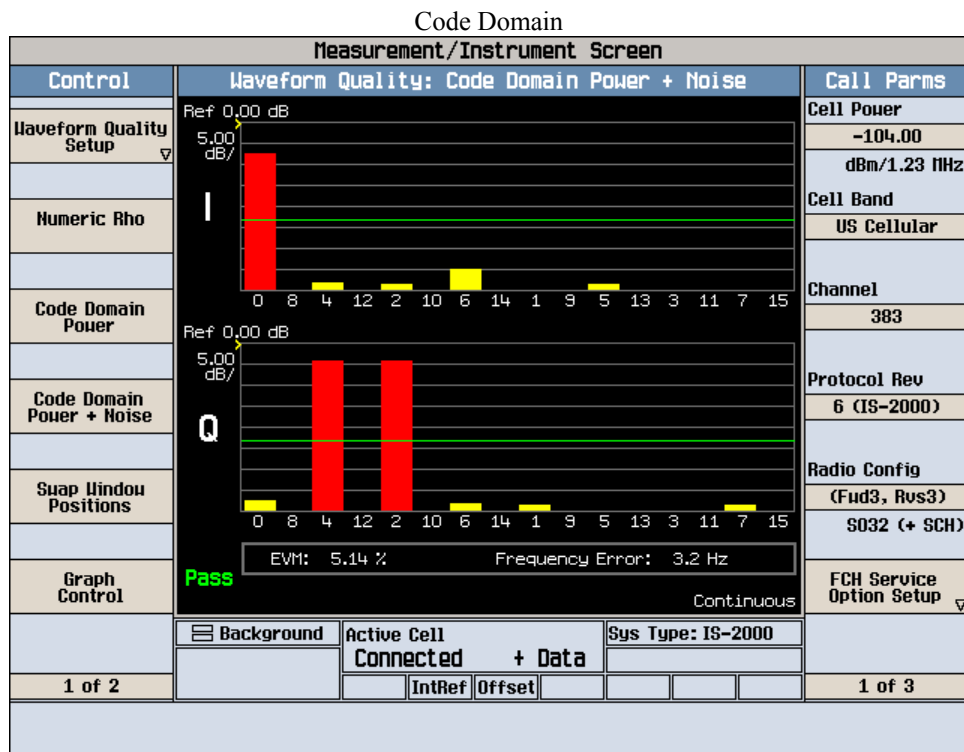 Code Domain
Measurement/Instrument Screen
Control
Waveform Quality Setup
Numeric Rho
Code Domain Power
Code Domain Power + Noise
Swap Window Positions
Graph Control
1 of 2
Waveform Quality: Code Domain Power + Noise
Ref 0.00 dB
5.00 dB/
I
0 8 4 12 2 10 6 14 1 9 5 13 3 11 7 15
Ref 0.00 dB
5.00 dB/
Q
0 8 4 12 2 10 6 14 1 9 5 13 3 11 7 15
EVM: 5.14 % Frequency Error: 3.2 Hz
Pass
Continuous
Background
Active Cell
Connected + Data
Sys Type: IS-2000
IntRef Offset
Call Parms
Cell Power
-104.00
dBm/1.23 MHz
Cell Band
US Cellular
Channel
383
Protocol Rev
6 (IS-2000)
Radio Config
(Fwd3, Rvs3)
SO32 (+ SCH)
FCH Service Option Setup
1 of 3